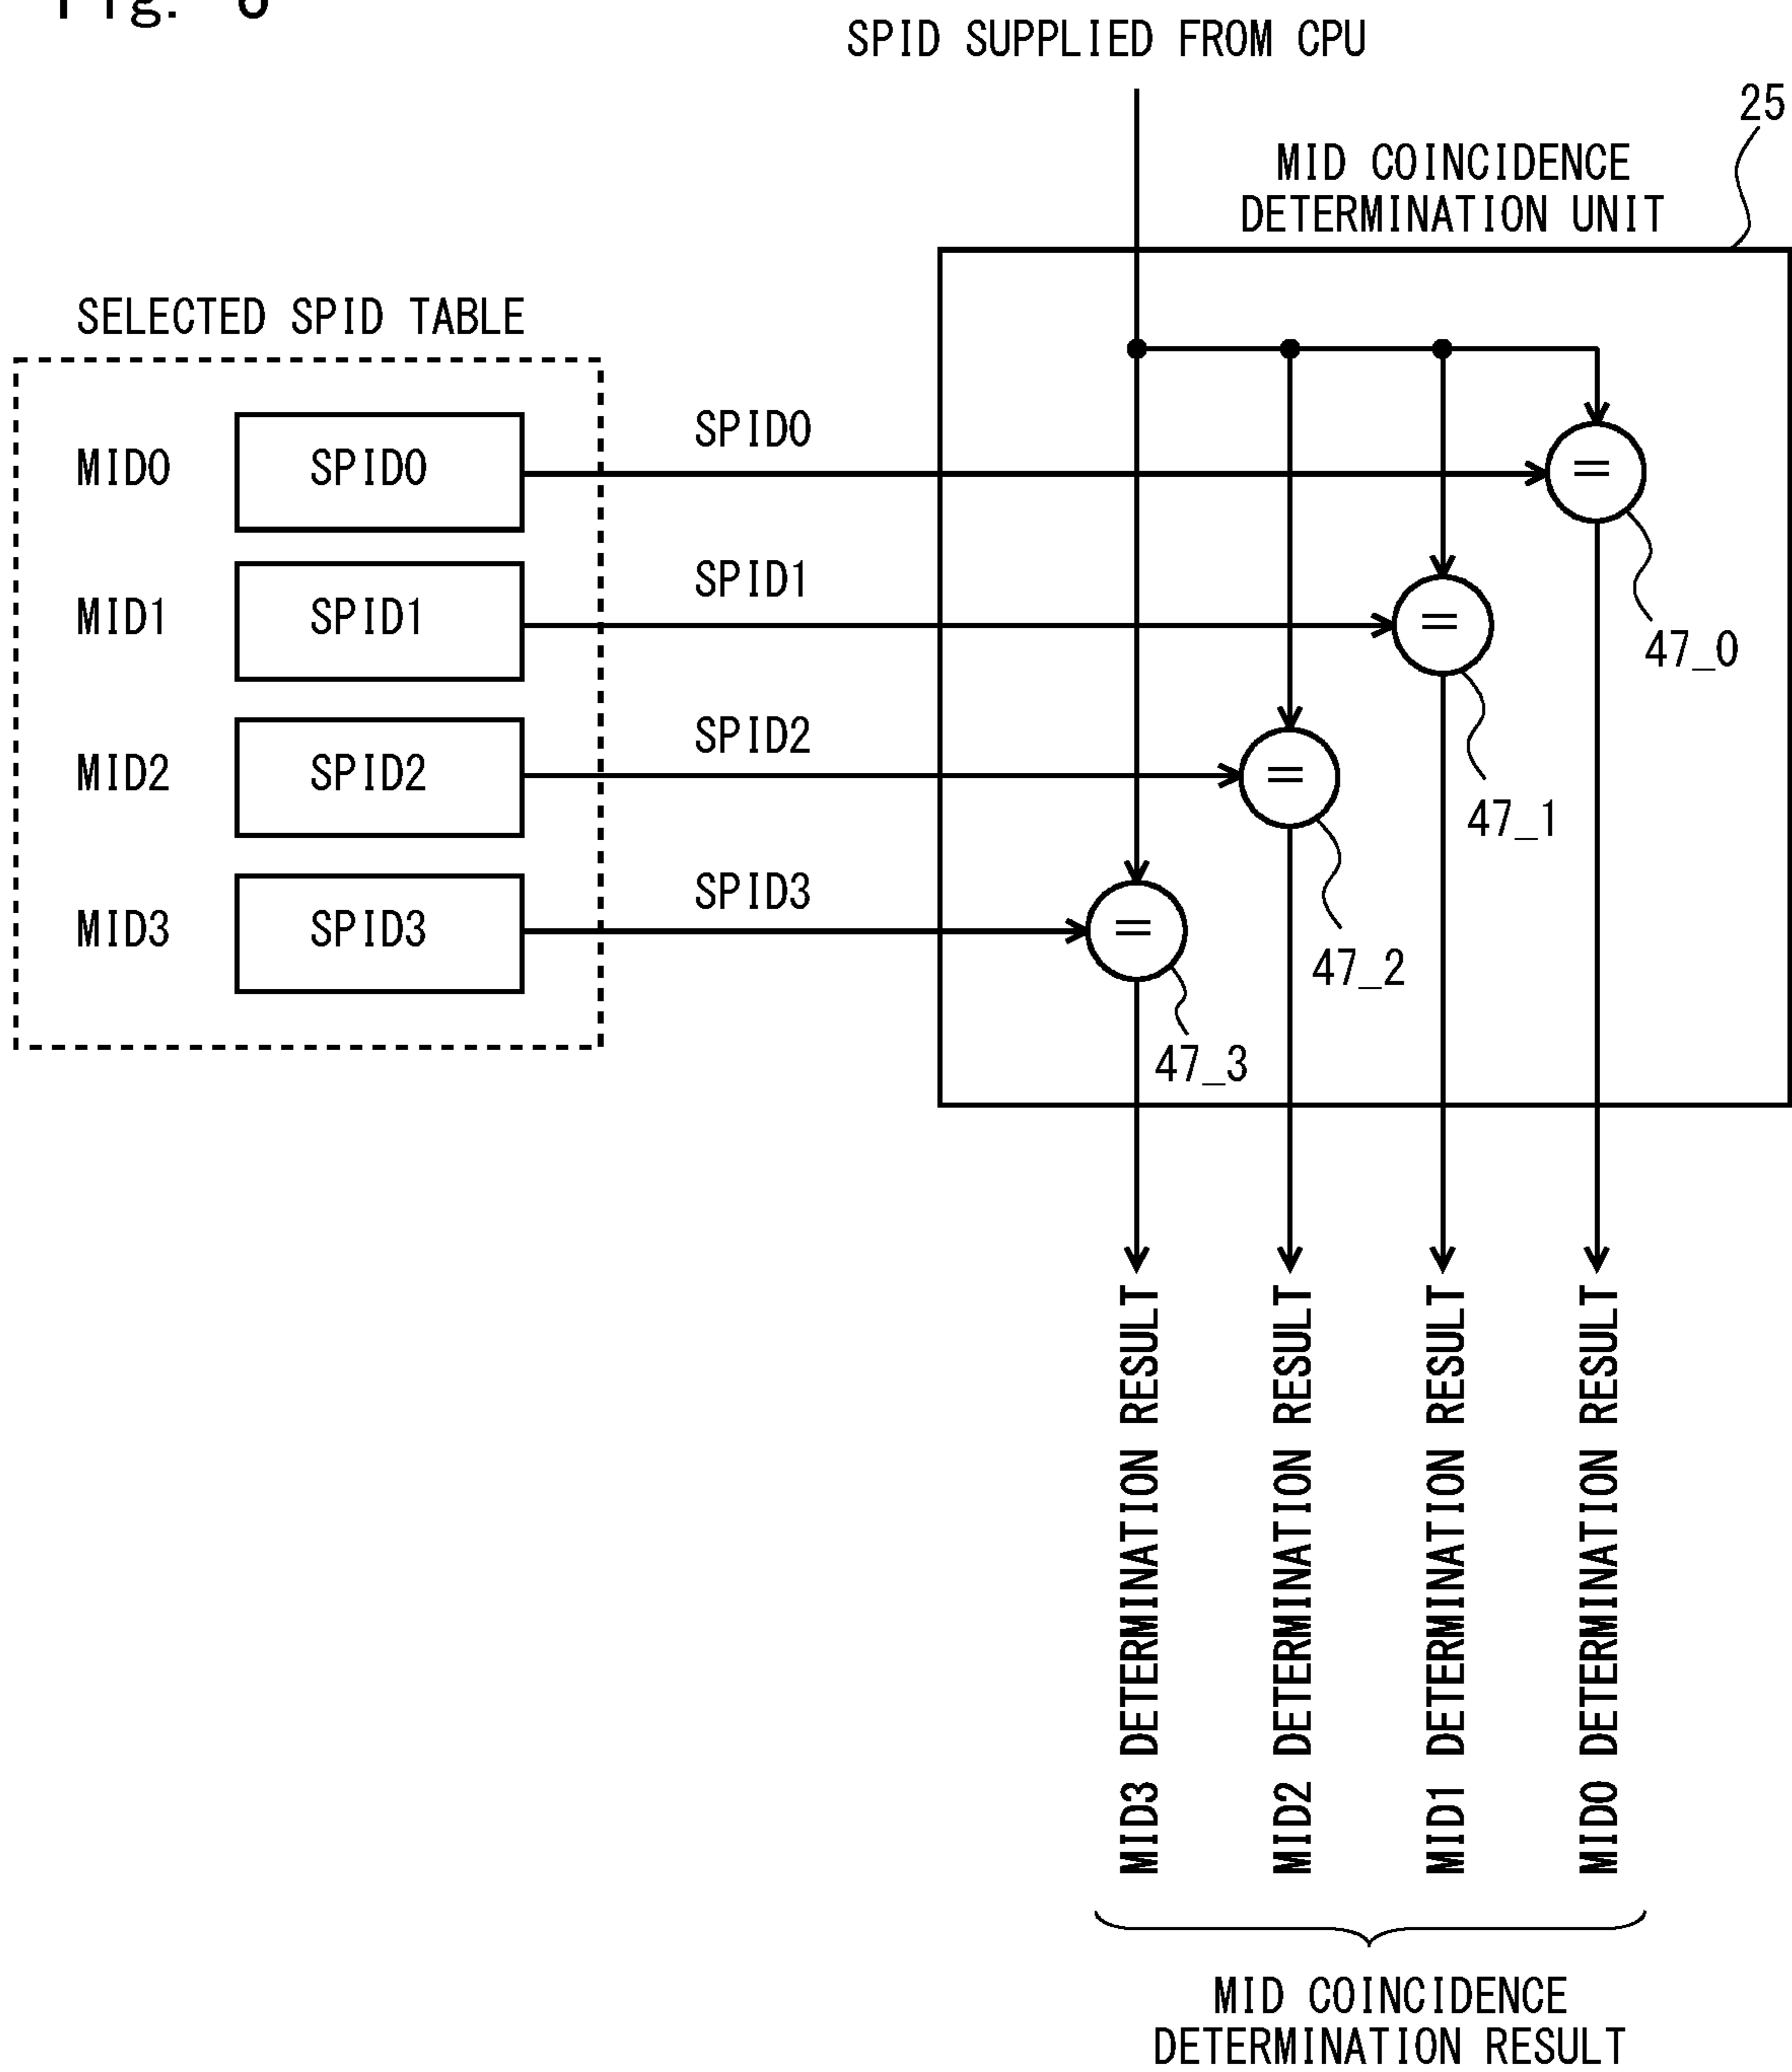 Fig.
SPID SUPPLIED FROM CPU
25
MID COINCIDENCE
DETERMINATION UNIT
SELECTED SPID TABLE
MID0 SPID0 SPID0 =
47_0
MID1 SPID1 SPID1 =
47_1
MID2 SPID2 SPID2 =
47_2
MID3 SPID3 SPID3 =
47_3
MID3 DETERMINATION RESULT
MID2 DETERMINATION RESULT
MID1 DETERMINATION RESULT
MID0 DETERMINATION RESULT
MID COINCIDENCE
DETERMINATION RESULT